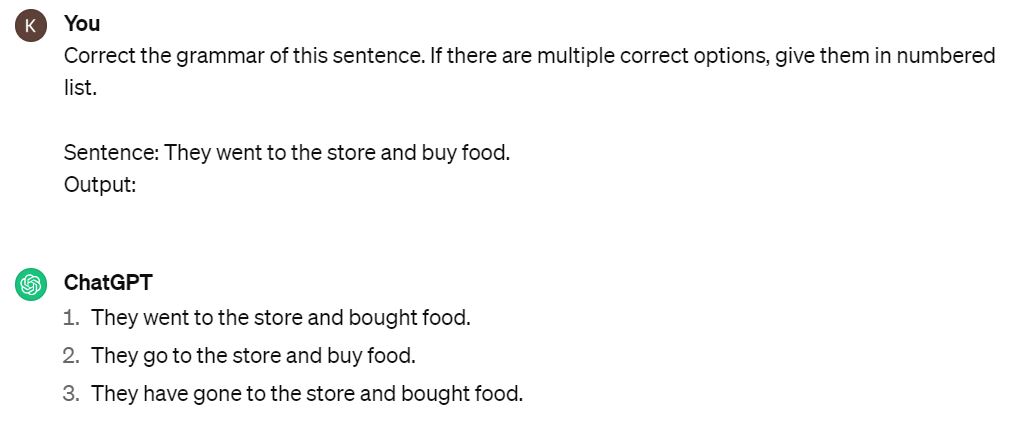 K You
Correct the grammar of this sentence. If there are multiple correct options, give them in numbered
list.
Sentence: They went to the store and buy food.
Output:
ChatGPT
1. They went to the store and bought food.
2. They go to the store and buy food.
3. They have gone to the store and bought food.